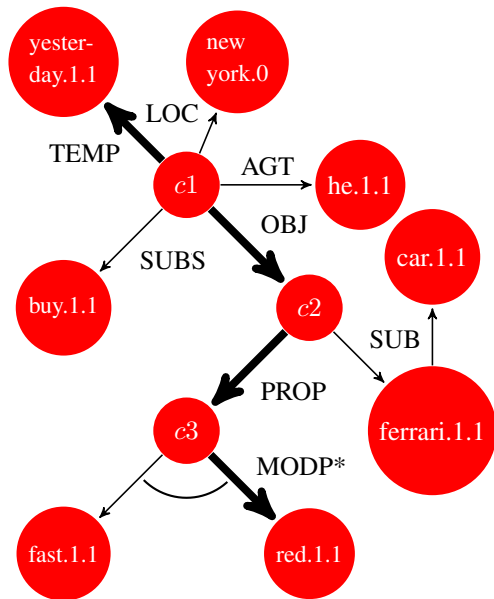 yester-
day.1.1
new
york.0
LOC
TEMP
c1
AGT
he.1.1
OBJ
car.1.1
SUBS
buy.1.1
c2
SUB
PROP
ferrari.1.1
c3
MODP*
fast.1.1
red.1.1